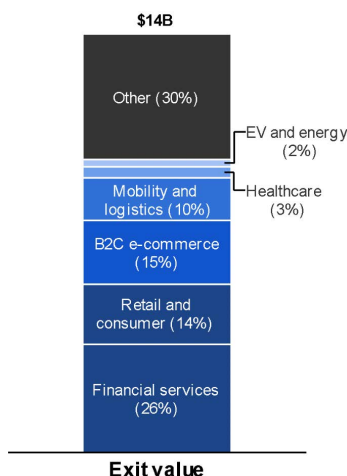 $14B
Other (30%)
EV and energy
(2%)
Healthcare
(3%)
Mobility and
logistics (10%)
B2C e-commerce
(15%)
Retail and
consumer (14%)
Financial services
(26%)
Exit value